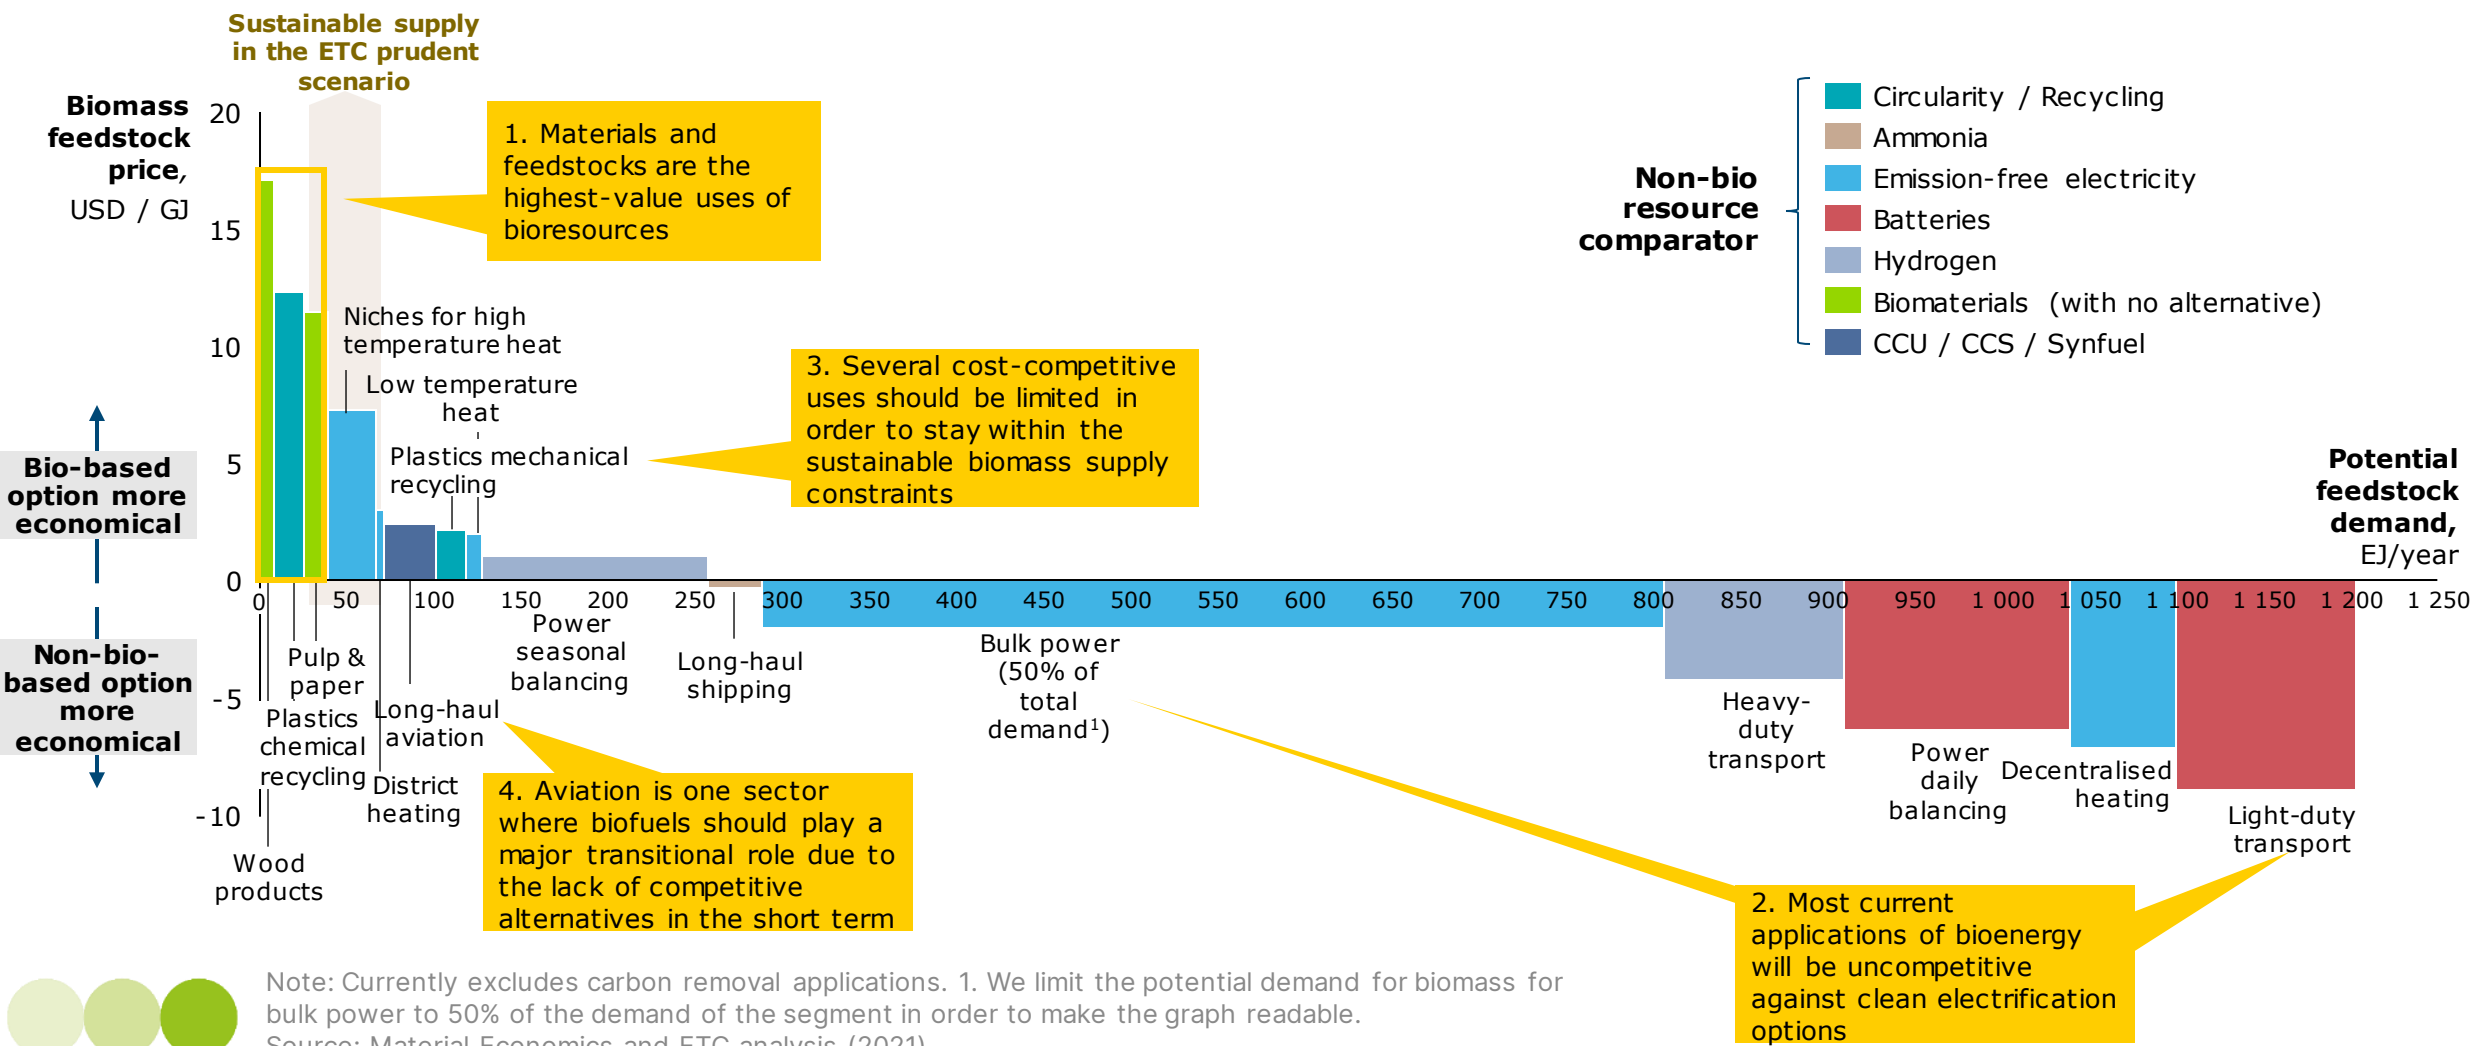 Sustainable supply
in the ETC prudent
scenario
Biomass
feedstock
price,
USD / GJ
20
15
10
5
0
-5
-10
1. Materials and
feedstocks are the
highest-value uses of
bioresources
Non-bio
resource
comparator
Circularity / Recycling
Ammonia
Emission-free electricity
Batteries
Hydrogen
Biomaterials (with no alternative)
CCU / CCS / Synfuel
Niches for high
temperature heat
Low temperature
heat
Plastics mechanical
recycling
3. Several cost-competitive
uses should be limited in
order to stay within the
sustainable biomass supply
constraints
Bio-based
option more
economical
Non-bio-
based option
more
economical
Potential
feedstock
demand,
EJ/year
0 50 100 150 200 250 300 350 400 450 500 550 600 650 700 750 800 850 900 950 1 000 1 050 1 100 1 150 1 200 1 250
Wood
products
Plastics
chemical
recycling
Pulp &
paper
District
heating
Long-haul
aviation
Power
seasonal
balancing
Long-haul
shipping
Bulk power
(50% of
total
demand¹)
Heavy-
duty
transport
Power
daily
balancing
Decentralised
heating
Light-duty
transport
4. Aviation is one sector
where biofuels should play a
major transitional role due to
the lack of competitive
alternatives in the short term
2. Most current
applications of bioenergy
will be uncompetitive
against clean electrification
options
Note: Currently excludes carbon removal applications. 1. We limit the potential demand for biomass for
bulk power to 50% of the demand of the segment in order to make the graph readable.
Source: Material Economics and ETC analysis (2021)